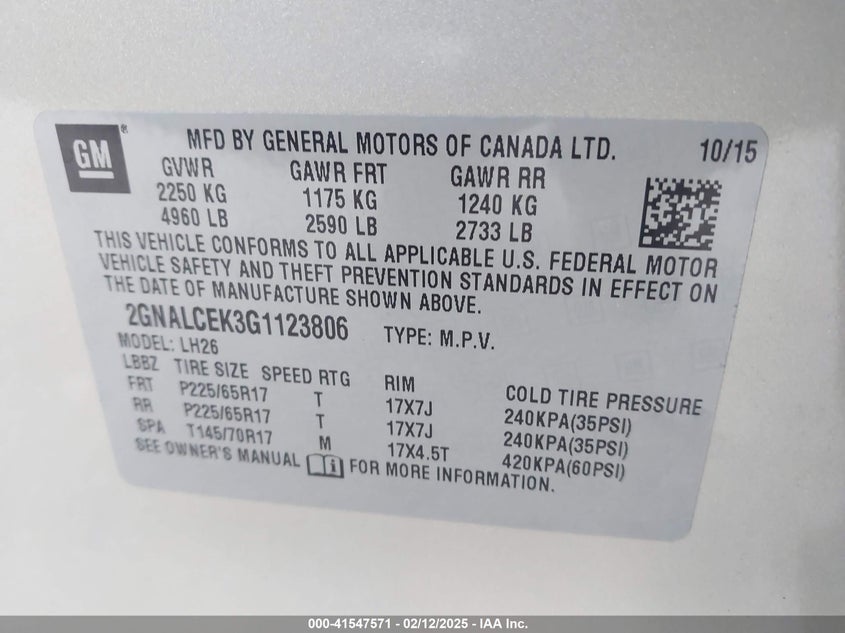 GM®
MFD BY GENERAL MOTORS OF CANADA LTD. 10/15
GVWR GAWR FRT GAWR RR
2250 KG 1175 KG 1240 KG
4960 LB 2590 LB 2733 LB
THIS VEHICLE CONFORMS TO ALL APPLICABLE U.S. FEDERAL MOTOR
VEHICLE SAFETY AND THEFT PREVENTION STANDARDS IN EFFECT ON
THE DATE OF MANUFACTURE SHOWN ABOVE.
2GNALCEK3G1123806 TYPE: M.P.V.
MODEL: LH26
LBBZ TIRE SIZE SPEED RTG RIM COLD TIRE PRESSURE
FRT P225/65R17 T 17X7J 240KPA(35PSI)
RR P225/65R17 T 17X7J 240KPA(35PSI)
SPA T145/70R17 M 17X4.5T 420KPA(60PSI)
SEE OWNER'S MANUAL i FOR MORE INFORMATION.
000-41547571 - 02/12/2025 - IAA Inc.